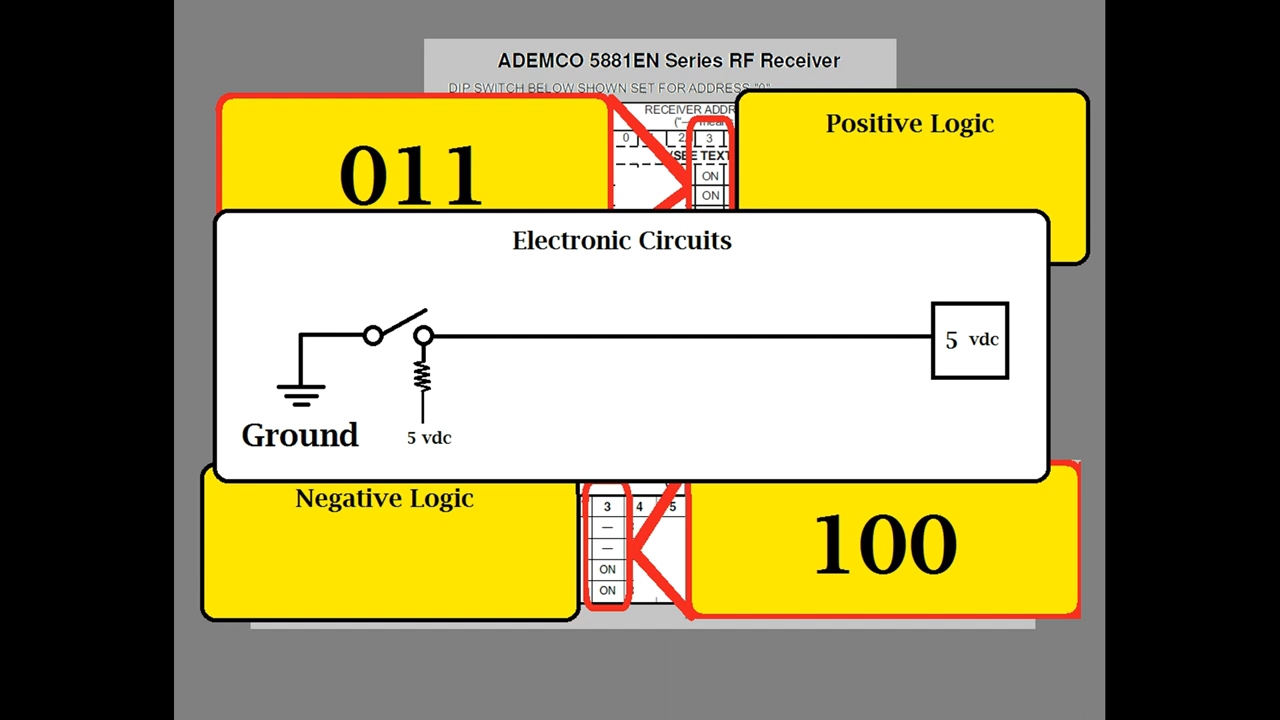 ADEMCO 5881EN Series RF Receiver
DIP SWITCH BELOW SHOWN SET FOR ADDRESS "0"
RECEIVER ADDR
("— means
0 2 3
(SEE TEXT
ON
ON
011
Positive Logic
Electronic Circuits
5 vdc
Ground
5 vdc
Negative Logic
3 4 5
—
—
ON
ON
100